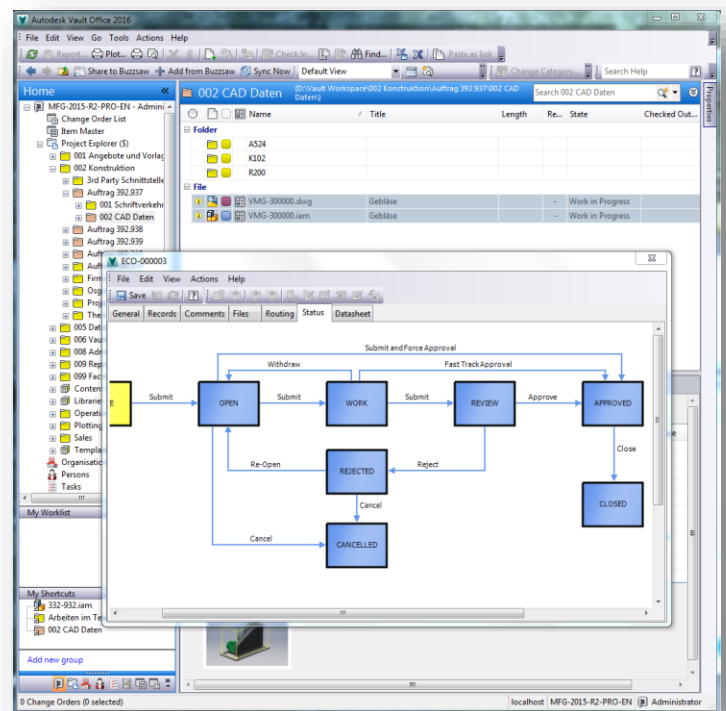 Autodesk Vault Office 2016
File Edit View Go Tools Actions Help
Report... Plot... Check In... Find... Paste as link
Share to Buzzsaw Add from Buzzsaw Sync Now Default View Change Category... Search Help
Home
MFG-2015-R2-PRO-EN - Admini
Change Order List
Item Master
Project Explorer ($)
001 Angebote und Vorlag
002 Konstruktion
3rd Party Schnittstelle
Auftrag 392.937
001 Schriftverkehr
002 CAD Daten
Auftrag 392.938
Auftrag 392.939
Auft
Auft
Firm
Osg
Proj
The
005 Dat
006 Vau
008 Adr
009 Rep
099 Fac
Conten
Librarie
Operati
Plotting
Sales
Templa
Organisatio
Persons
Tasks
My Worklist
My Shortcuts
332-932.iam
Arbeiten im Te
002 CAD Daten
Add new group
002 CAD Daten
(D:\Vault Workspace\002 Konstruktion\Auftrag 392.937\002 CAD
Daten\)
Search 002 CAD Daten
Properties
Name / Title Length Re... State Checked Out...
Folder
A524
K102
R200
File
VMG-300000.dwg Gebläse - Work in Progress
VMG-300000.iam Gebläse - Work in Progress
ECO-000003
File Edit View Actions Help
Save
General Records Comments Files Routing Status Datasheet
Submit and Force Approval
Withdraw Fast TrackApproval
E Submit OPEN Submit WORK Submit REVIEW Approve APPROVED
Close
Re-Open REJECTED Reject
Cancel
CLOSED
Cancel CANCELLED
e
0 Change Orders (0 selected)
localhost MFG-2015-R2-PRO-EN Administrator